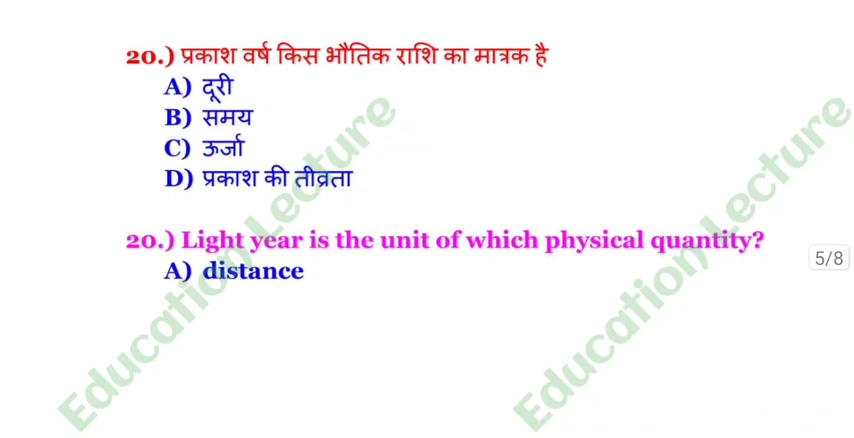 20.) प्रकाश वर्ष किस भौतिक राशि का मात्रक है
A) दूरी
B) समय
C) ऊर्जा
D) प्रकाश की तीव्रता
20.) Light year is the unit of which physical quantity?
5/8
A) distance
Education Lecture
Education Lecture